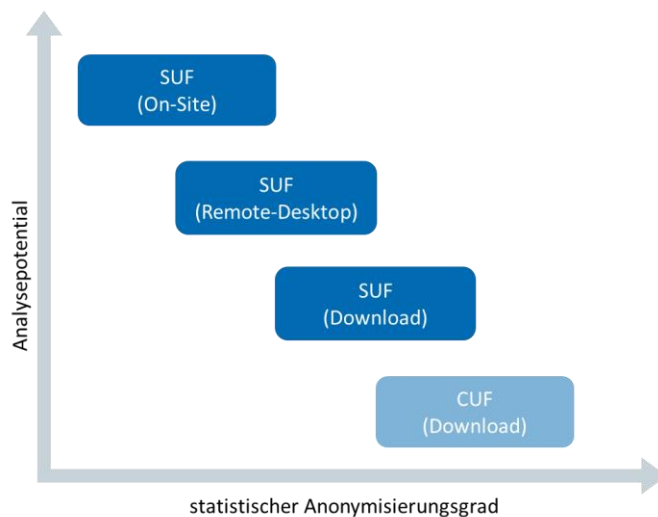 SUF
(On-Site)
SUF
(Remote-Desktop)
SUF
(Download)
CUF
(Download)
Analysepotential
statistischer Anonymisierungsgrad